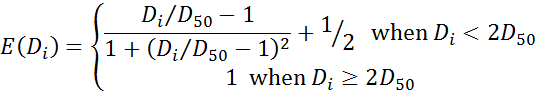 E(D_i) = { (D_i/D_50 − 1) / (1 + (D_i/D_50 − 1)^2) + 1/2 when D_i < 2D_50
1 when D_i ≥ 2D_50